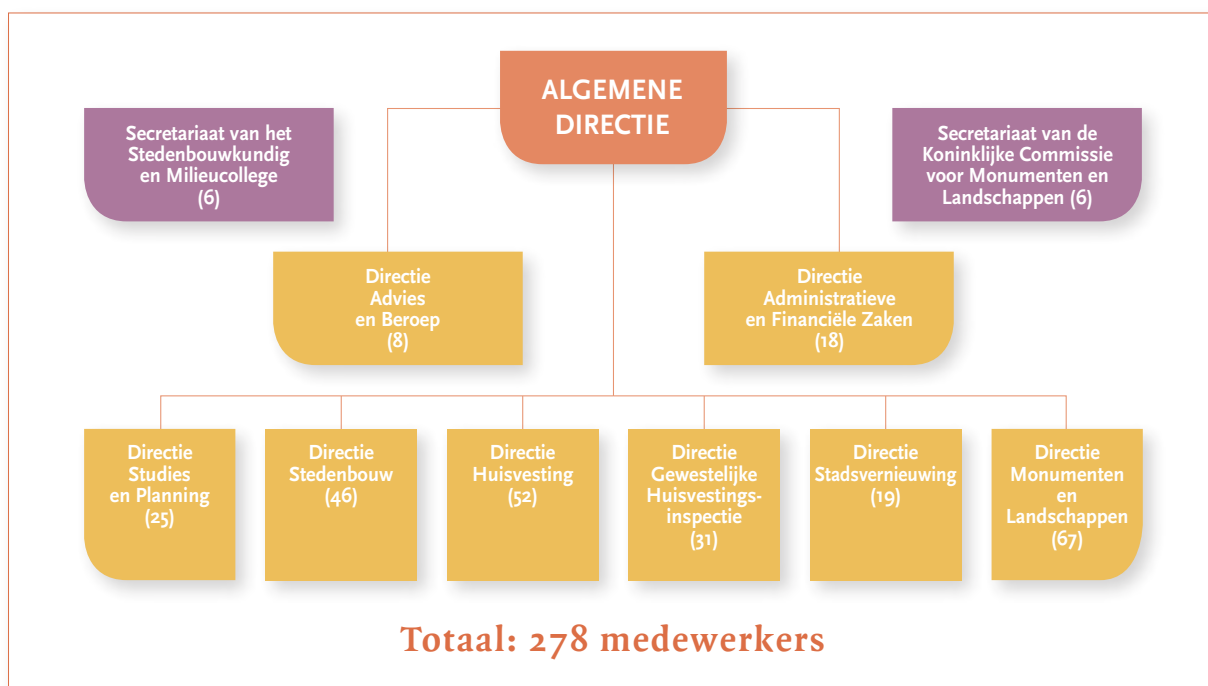 ALGEMENE
DIRECTIE
Secretariaat van het
Stedenbouwkundig
en Milieucollege
(6)
Secretariaat van de
Koninklijke Commissie
voor Monumenten en
Landschappen (6)
Directie
Advies
en Beroep
(8)
Directie
Administratieve
en Financiële Zaken
(18)
Directie
Studies
en Planning
(25)
Directie
Stedenbouw
(46)
Directie
Huisvesting
(52)
Directie
Gewestelijke
Huisvestings-
inspectie
(31)
Directie
Stadsvernieuwing
(19)
Directie
Monumenten
en
Landschappen
(67)
Totaal: 278 medewerkers